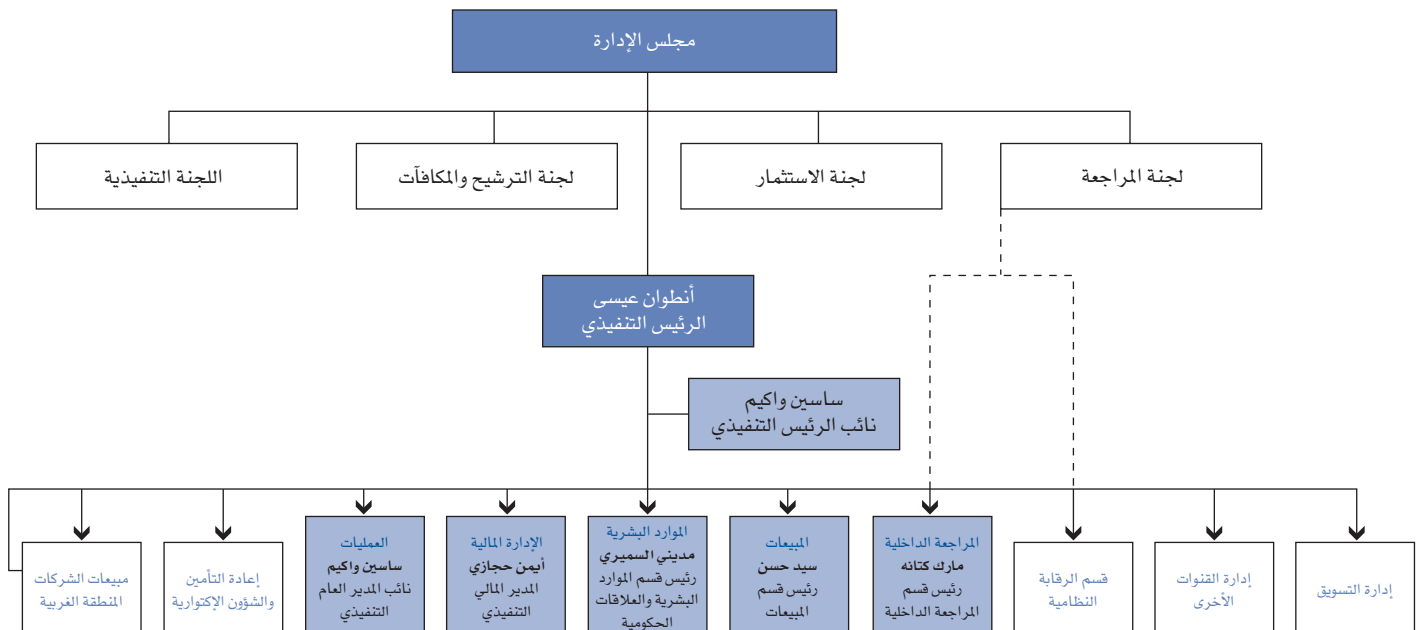 مجلس الإدارة
لجنة المراجعة
لجنة الاستثمار
لجنة الترشيح والمكافآت
اللجنة التنفيذية
أنطوان عيسى
الرئيس التنفيذي
ساسين واكيم
نائب الرئيس التنفيذي
إدارة التسويق
إدارة القنوات
الأخرى
قسم الرقابة
النظامية
المراجعة الداخلية
مارك كتانه
رئيس قسم
المراجعة الداخلية
المبيعات
سيد حسن
رئيس قسم
المبيعات
الموارد البشرية
مديني السميري
رئيس قسم الموارد
البشرية والعلاقات
الحكومية
الإدارة المالية
أيمن حجازي
المدير المالي
التنفيذي
العمليات
ساسين واكيم
نائب المدير العام
التنفيذي
إعادة التأمين
والشؤون الإكتوارية
مبيعات الشركات
المنطقة الغربية